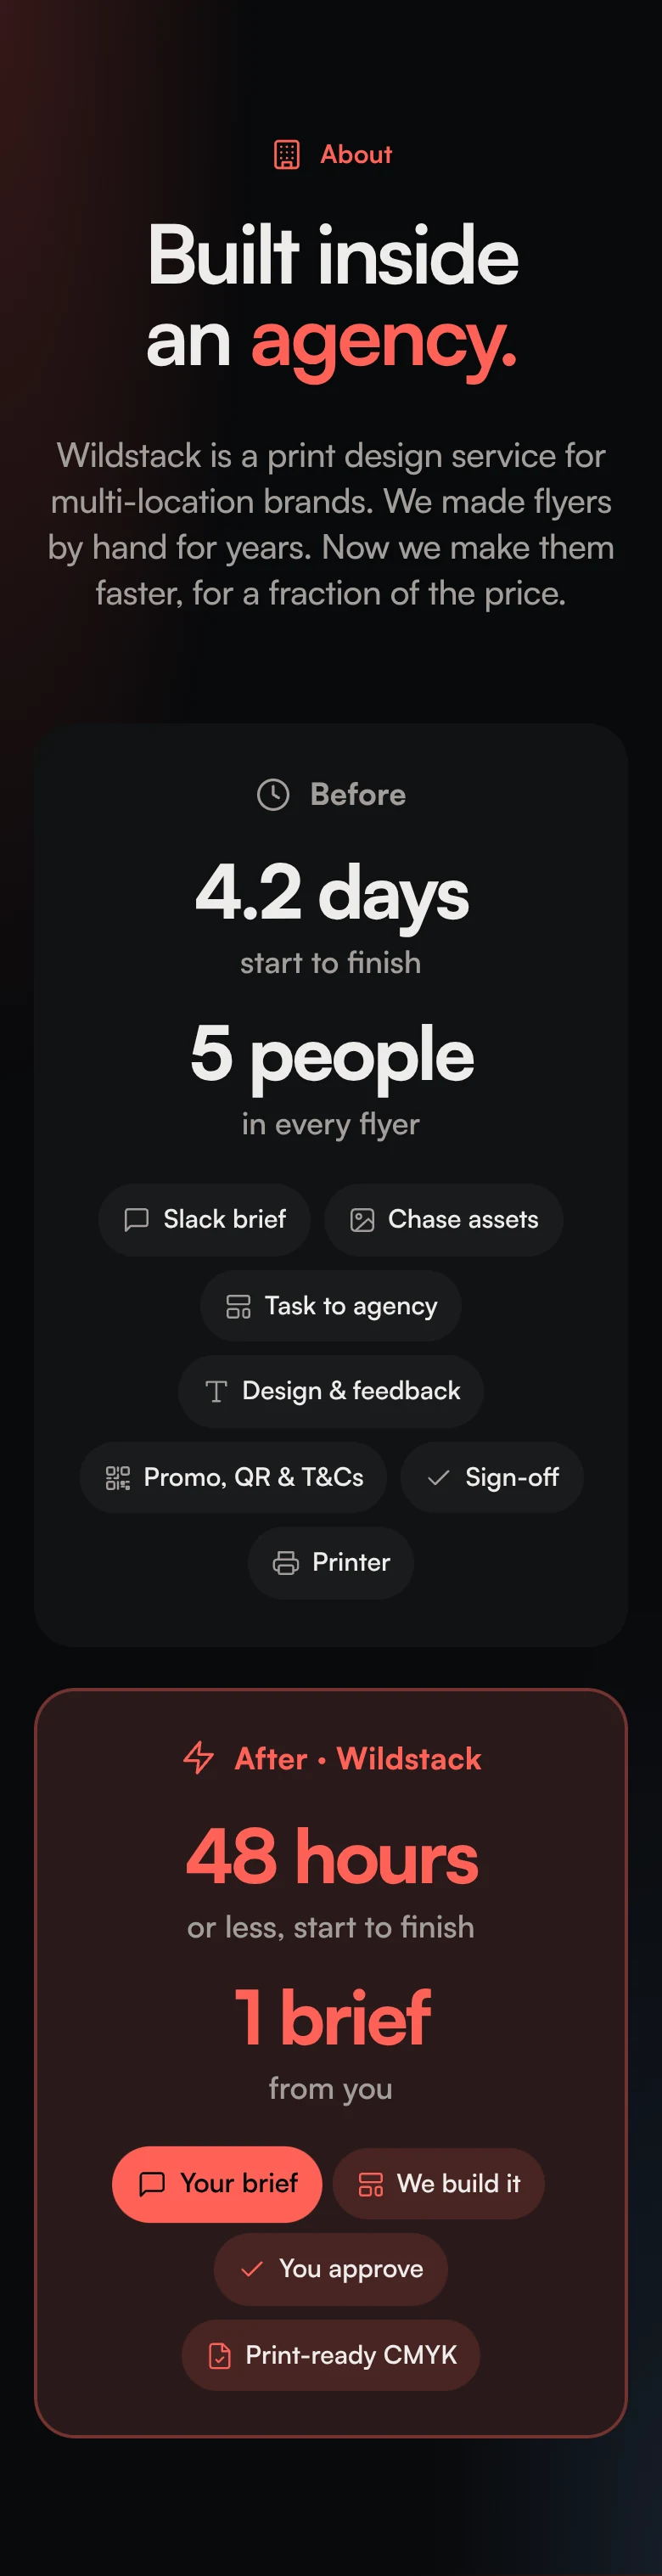 About
Built inside
an agency.
Wildstack is a print design service for
multi-location brands. We made flyers
by hand for years. Now we make them
faster, for a fraction of the price.
Before
4.2 days
start to finish
5 people
in every flyer
Slack brief
Chase assets
Task to agency
Design & feedback
Promo, QR & T&Cs
Sign-off
Printer
After · Wildstack
48 hours
or less, start to finish
1 brief
from you
Your brief
We build it
You approve
Print-ready CMYK